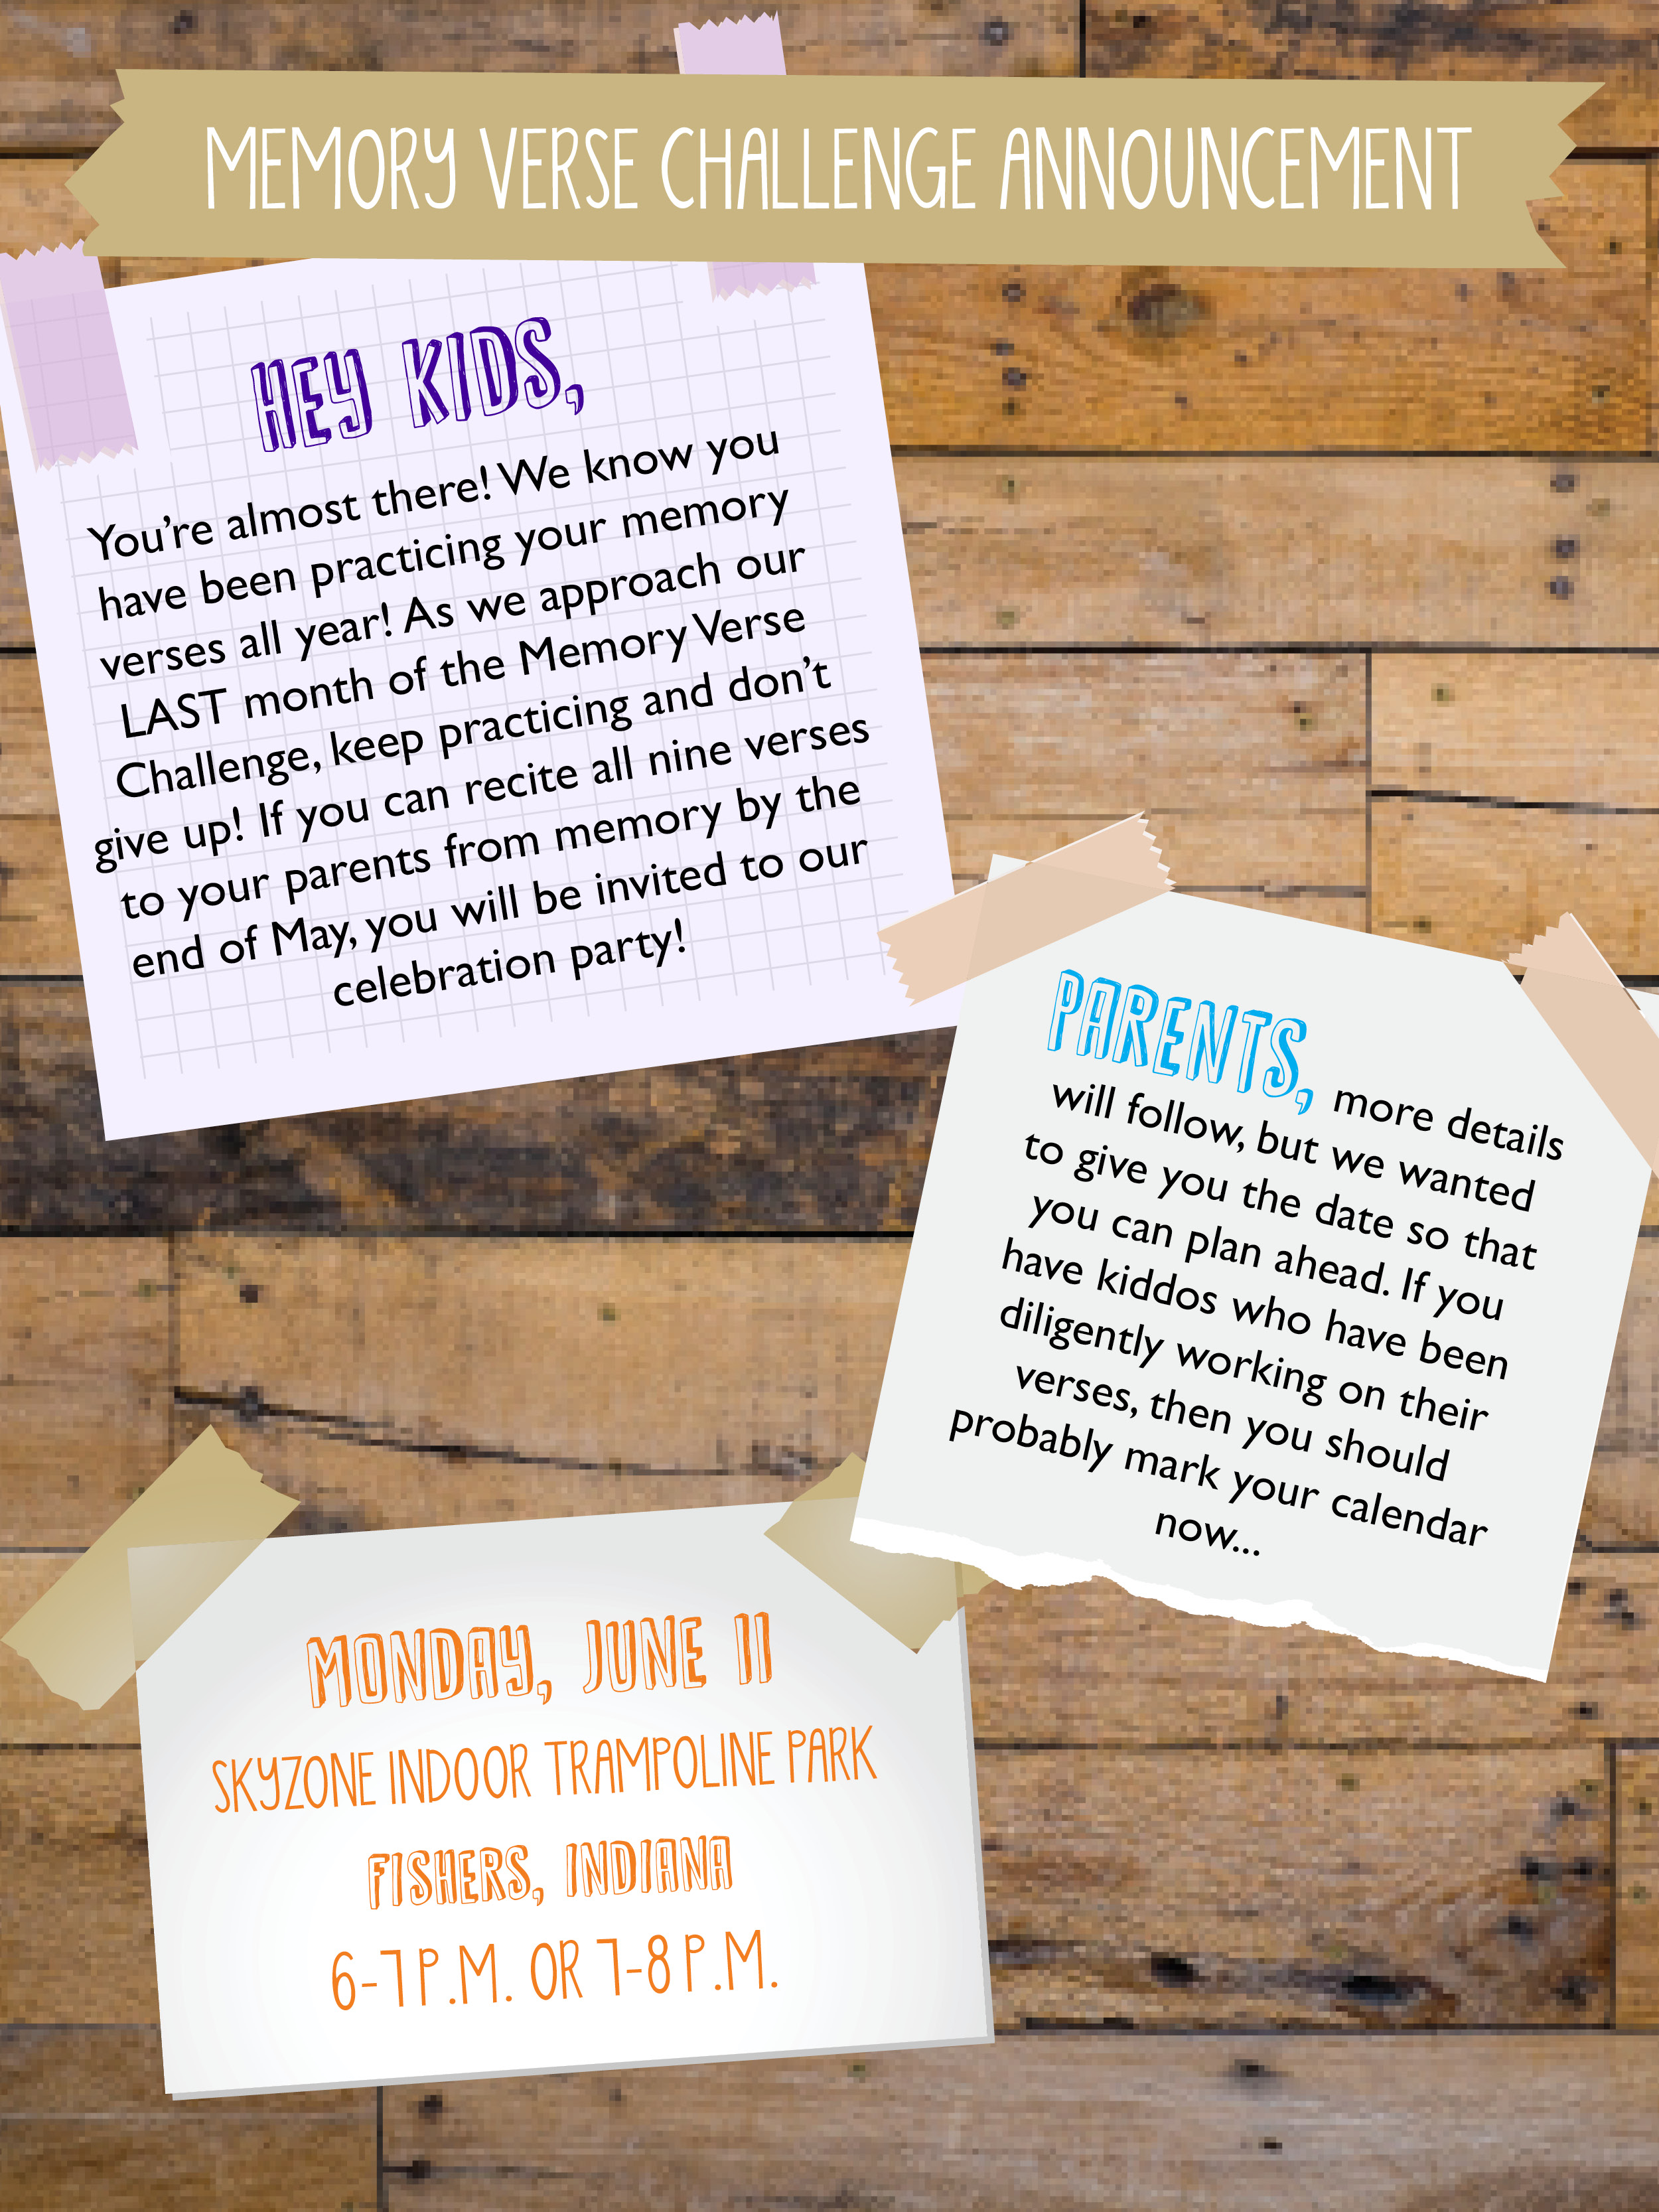 MEMORY VERSE CHALLENGE ANNOUNCEMENT
HEY KIDS,
You're almost there! We know you
have been practicing your memory
verses all year! As we approach our
LAST month of the Memory Verse
Challenge, keep practicing and don't
give up! If you can recite all nine verses
to your parents from memory by the
end of May, you will be invited to our
celebration party!
PARENTS, more details
will follow, but we wanted
to give you the date so that
you can plan ahead. If you
have kiddos who have been
diligently working on their
verses, then you should
probably mark your calendar
now...
MONDAY, JUNE 11
SKYZONE INDOOR TRAMPOLINE PARK
FISHERS, INDIANA
6-7 P.M. OR 7-8 P.M.